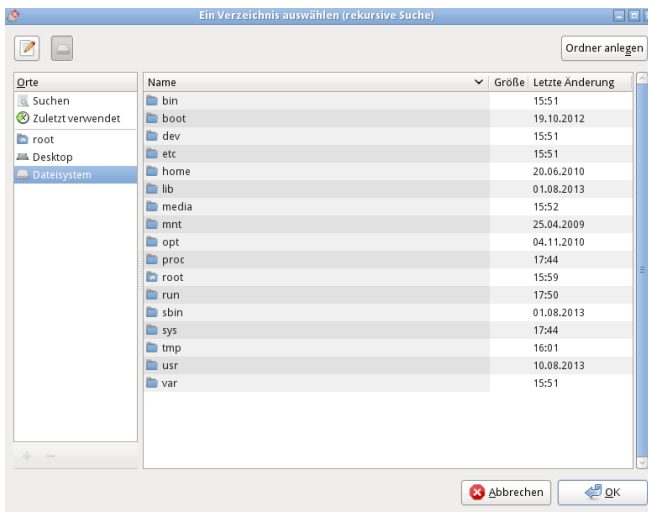 Ein Verzeichnis auswählen (rekursive Suche)
Ordner anlegen
Orte
Suchen
Zuletzt verwendet
root
Desktop
Dateisystem
Name Größe Letzte Änderung
bin 15:51
boot 19.10.2012
dev 15:51
etc 15:51
home 20.06.2010
lib 01.08.2013
media 15:52
mnt 25.04.2009
opt 04.11.2010
proc 17:44
root 15:59
run 17:50
sbin 01.08.2013
sys 17:44
tmp 16:01
usr 10.08.2013
var 15:51
Abbrechen OK